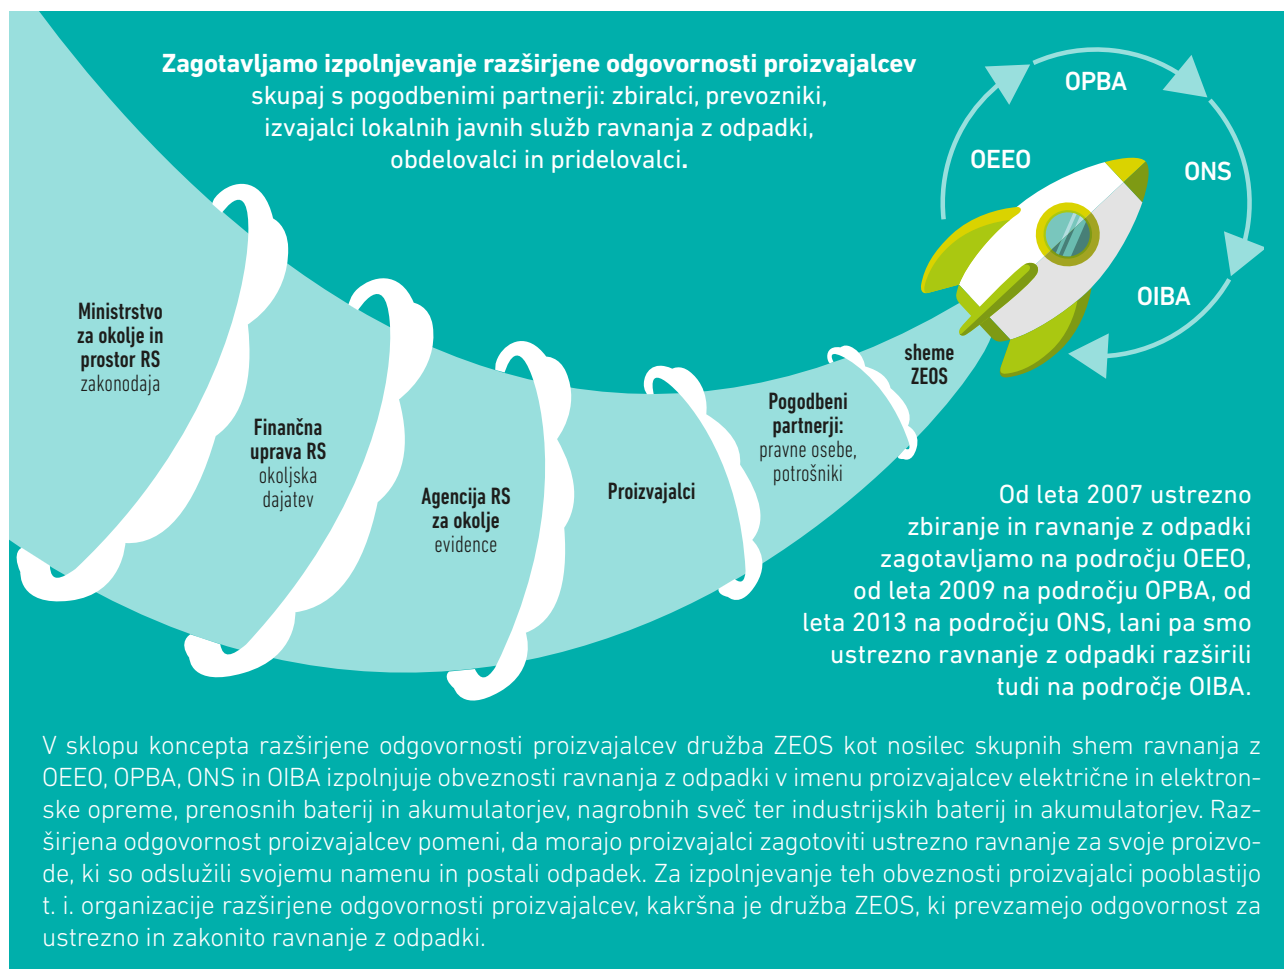 Zagotavljamo izpolnjevanje razširjene odgovornosti proizvajalcev
skupaj s pogodbenimi partnerji: zbiralci, prevozniki,
izvajalci lokalnih javnih služb ravnanja z odpadki,
obdelovalci in pridelovalci.
OEEO
OPBA
ONS
OIBA
Ministrstvo
za okolje in
prostor RS
zakonodaja
Finančna
uprava RS
okoljska
dajatev
Agencija RS
za okolje
evidence
Proizvajalci
Pogodbeni
partnerji:
pravne osebe,
potrošniki
sheme
ZEOS
Od leta 2007 ustrezno
zbiranje in ravnanje z odpadki
zagotavljamo na področju OEEO,
od leta 2009 na področju OPBA, od
leta 2013 na področju ONS, lani pa smo
ustrezno ravnanje z odpadki razširili
tudi na področje OIBA.
V sklopu koncepta razširjene odgovornosti proizvajalcev družba ZEOS kot nosilec skupnih shem ravnanja z
OEEO, OPBA, ONS in OIBA izpolnjuje obveznosti ravnanja z odpadki v imenu proizvajalcev električne in elektron-
ske opreme, prenosnih baterij in akumulatorjev, nagrobnih sveč ter industrijskih baterij in akumulatorjev. Raz-
širjena odgovornost proizvajalcev pomeni, da morajo proizvajalci zagotoviti ustrezno ravnanje za svoje proizvo-
de, ki so odslužili svojemu namenu in postali odpadek. Za izpolnjevanje teh obveznosti proizvajalci pooblastijo
t. i. organizacije razširjene odgovornosti proizvajalcev, kakršna je družba ZEOS, ki prevzamejo odgovornost za
ustrezno in zakonito ravnanje z odpadki.